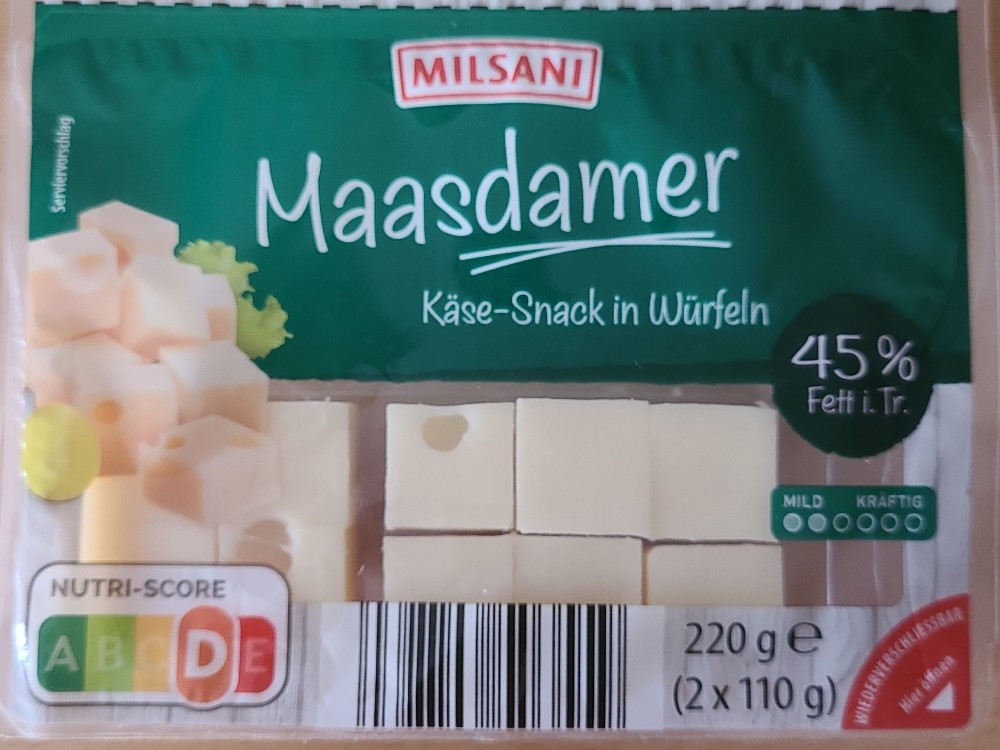 MILSANI
Serviervorschlag
Maasdamer
Käse-Snack in Würfeln
45 %
Fett i. Tr.
MILD KRÄFTIG
NUTRI-SCORE
A B C D E
220 g e
(2 x 110 g)
WIEDERVERSCHLIESSBAR
Hier öffnen